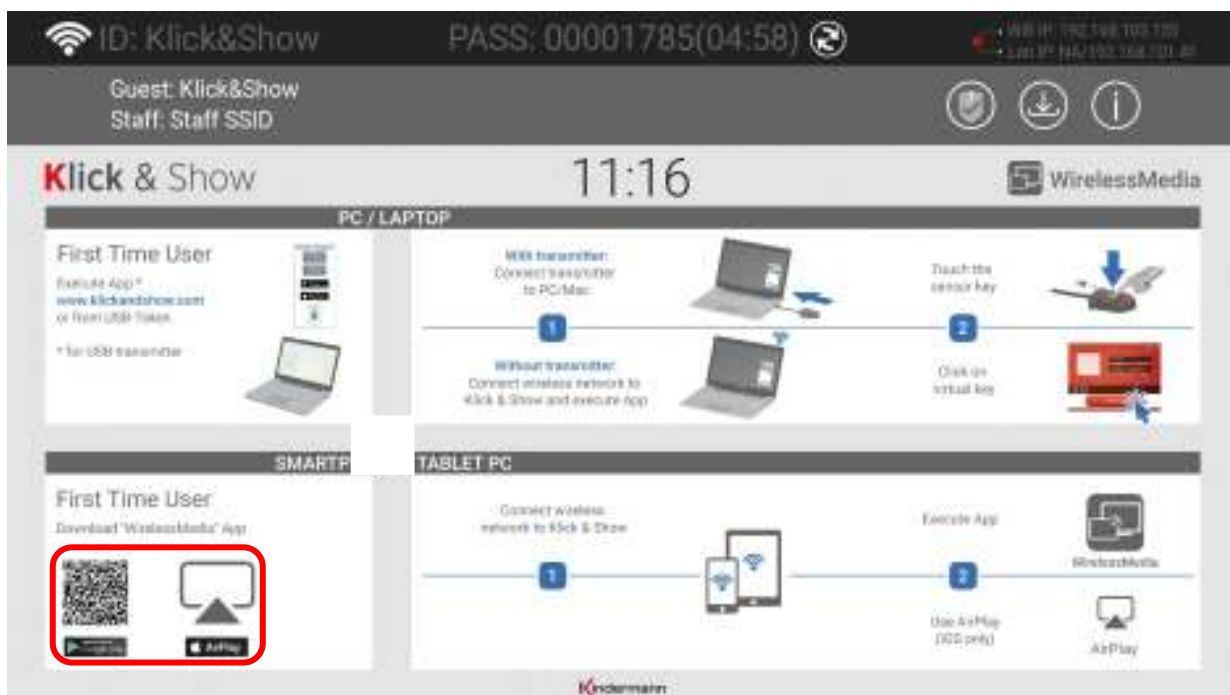 ID: Klick&Show
PASS: 00001785(04:58)
Guest: Klick&Show
Staff: Staff SSID
Klick & Show
11:16
WirelessMedia
PC / LAPTOP
First Time User
Execute App *
www.klickandshow.com
or from USB Token
* for USB transmitter
With transmitter:
Connect transmitter
to PC/Mac
1
Without transmitter:
Connect wireless network to
Klick & Show and execute App
Touch the
sensor key
2
Click on
virtual key
SMARTP
TABLET PC
First Time User
Download "WirelessMedia" App
AirPlay
Connect wireless
network to Klick & Show
1
Execute App
WirelessMedia
2
Use AirPlay
(iOS only)
AirPlay
Kindermann